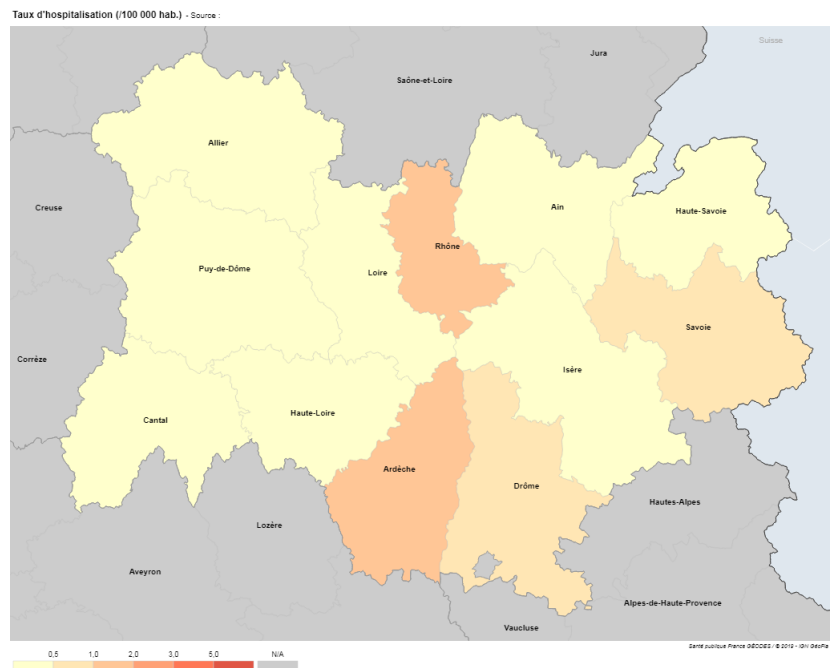 Taux d'hospitalisation (/100 000 hab.) - Source :
Jura
Suisse
Saône-et-Loire
Allier
Creuse
Ain
Haute-Savoie
Rhône
Puy-de-Dôme
Loire
Savoie
Corrèze
Isére
Cantal
Haute-Loire
Ardèche
Drôme
Hautes-Alpes
Lozère
Aveyron
Alpes-de-Haute-Provence
Vaucluse
Santé publique France GÉODES / © 2019 - IGN GéoFla
0,5 1,0 2,0 3,0 5,0 N/A